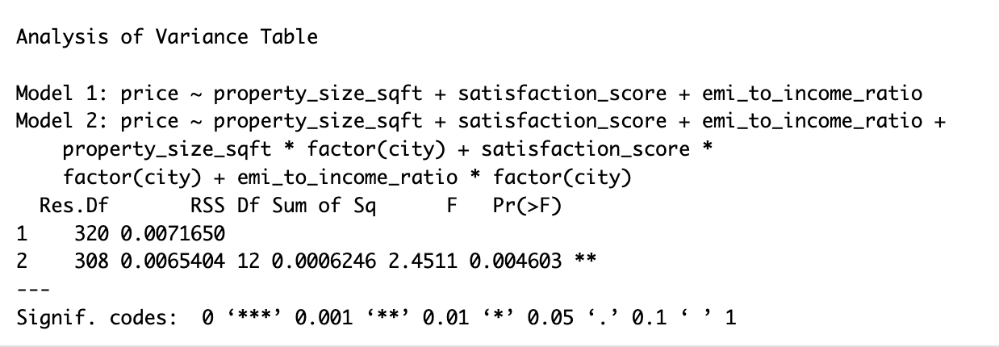 Analysis of Variance Table
Model 1: price ~ property_size_sqft + satisfaction_score + emi_to_income_ratio
Model 2: price ~ property_size_sqft + satisfaction_score + emi_to_income_ratio +
    property_size_sqft * factor(city) + satisfaction_score *
    factor(city) + emi_to_income_ratio * factor(city)
  Res.Df       RSS Df Sum of Sq      F   Pr(>F)
1    320 0.0071650
2    308 0.0065404 12 0.0006246 2.4511 0.004603 **
---
Signif. codes:  0 ‘***’ 0.001 ‘**’ 0.01 ‘*’ 0.05 ‘.’ 0.1 ‘ ’ 1